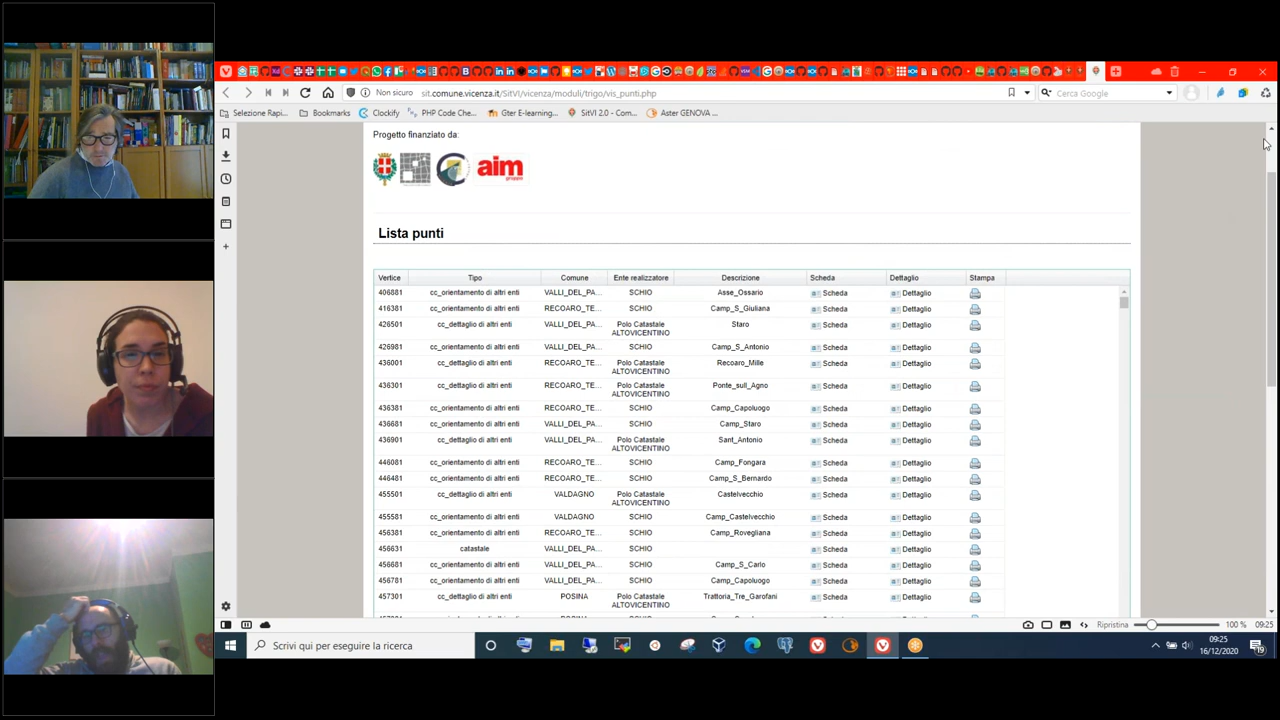 Non sicuro sit.comune.vicenza.it/SitVI/vicenza/moduli/trigo/vis_punti.php Cerca Google
Selezione Rapi... Bookmarks Clockify PHP Code Che... Gter E-learning... SitVI 2.0 - Com... Aster GENOVA ...
Progetto finanziato da:
aim
gruppo
Lista punti
Vertice Tipo Comune Ente realizzatore Descrizione Scheda Dettaglio Stampa
406881 cc_orientamento di altri enti VALLI_DEL_PA... SCHIO Asse_Ossario Scheda Dettaglio
416381 cc_orientamento di altri enti RECOARO_TE... SCHIO Camp_S_Giuliana Scheda Dettaglio
426501 cc_dettaglio di altri enti VALLI_DEL_PA... Polo Catastale Staro Scheda Dettaglio
ALTOVICENTINO
426981 cc_orientamento di altri enti VALLI_DEL_PA... SCHIO Camp_S_Antonio Scheda Dettaglio
436001 cc_dettaglio di altri enti RECOARO_TE... Polo Catastale Recoaro_Mille Scheda Dettaglio
ALTOVICENTINO
436301 cc_dettaglio di altri enti RECOARO_TE... Polo Catastale Ponte_sull_Agno Scheda Dettaglio
ALTOVICENTINO
436381 cc_orientamento di altri enti RECOARO_TE... SCHIO Camp_Capoluogo Scheda Dettaglio
436681 cc_orientamento di altri enti VALLI_DEL_PA... SCHIO Camp_Staro Scheda Dettaglio
436901 cc_dettaglio di altri enti VALLI_DEL_PA... Polo Catastale Sant_Antonio Scheda Dettaglio
ALTOVICENTINO
446081 cc_orientamento di altri enti RECOARO_TE... SCHIO Camp_Fongara Scheda Dettaglio
446481 cc_orientamento di altri enti RECOARO_TE... SCHIO Camp_S_Bernardo Scheda Dettaglio
455501 cc_dettaglio di altri enti VALDAGNO Polo Catastale Castelvecchio Scheda Dettaglio
ALTOVICENTINO
455581 cc_orientamento di altri enti VALDAGNO SCHIO Camp_Castelvecchio Scheda Dettaglio
456381 cc_orientamento di altri enti RECOARO_TE... SCHIO Camp_Rovegliana Scheda Dettaglio
456631 catastale VALLI_DEL_PA... SCHIO Scheda Dettaglio
456681 cc_orientamento di altri enti VALLI_DEL_PA... SCHIO Camp_S_Carlo Scheda Dettaglio
456781 cc_orientamento di altri enti VALLI_DEL_PA... SCHIO Camp_Capoluogo Scheda Dettaglio
457301 cc_dettaglio di altri enti POSINA Polo Catastale Trattoria_Tre_Garofani Scheda Dettaglio
ALTOVICENTINO
Ripristina 100 % 09:25
Scrivi qui per eseguire la ricerca
09:25
16/12/2020
19